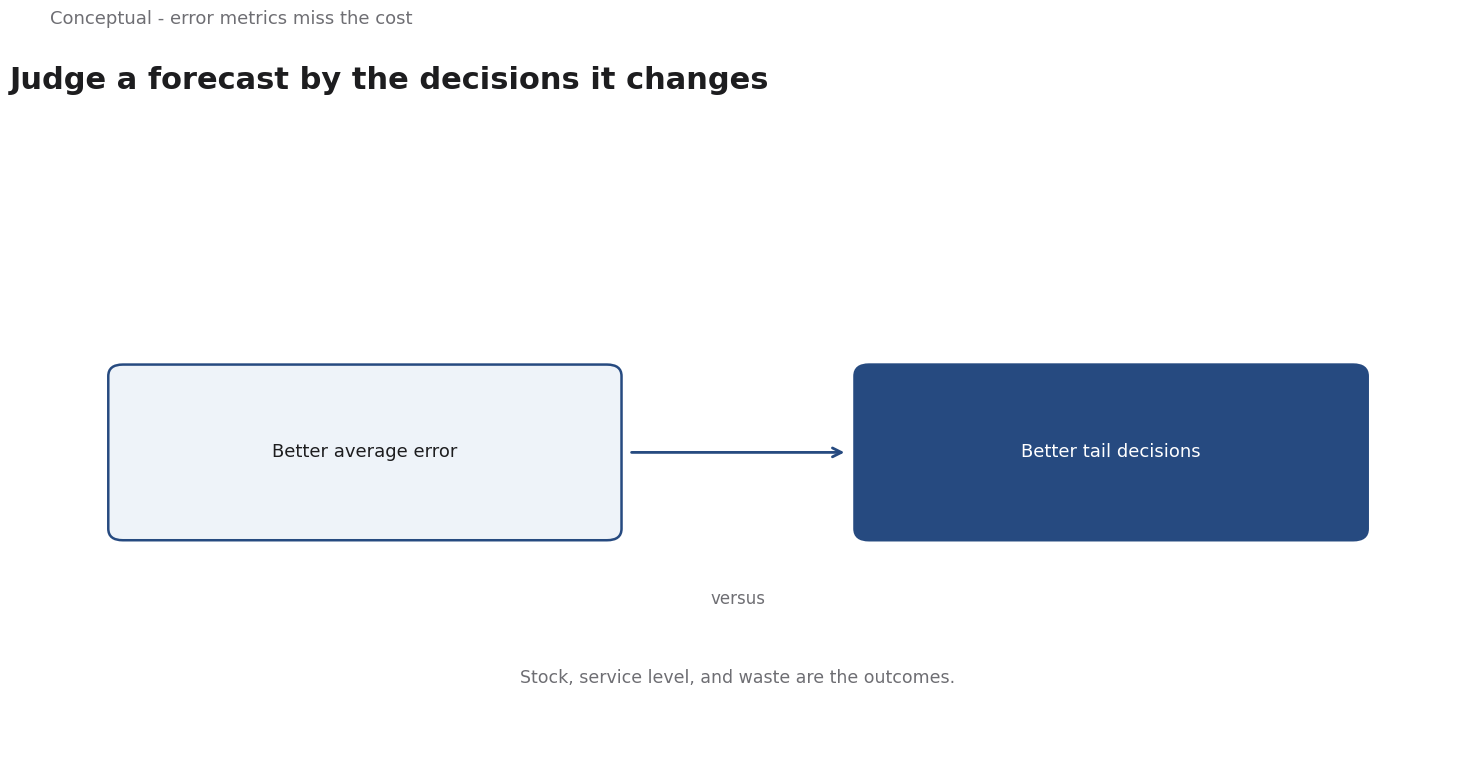 Conceptual - error metrics miss the cost
Judge a forecast by the decisions it changes
Better average error
Better tail decisions
versus
Stock, service level, and waste are the outcomes.